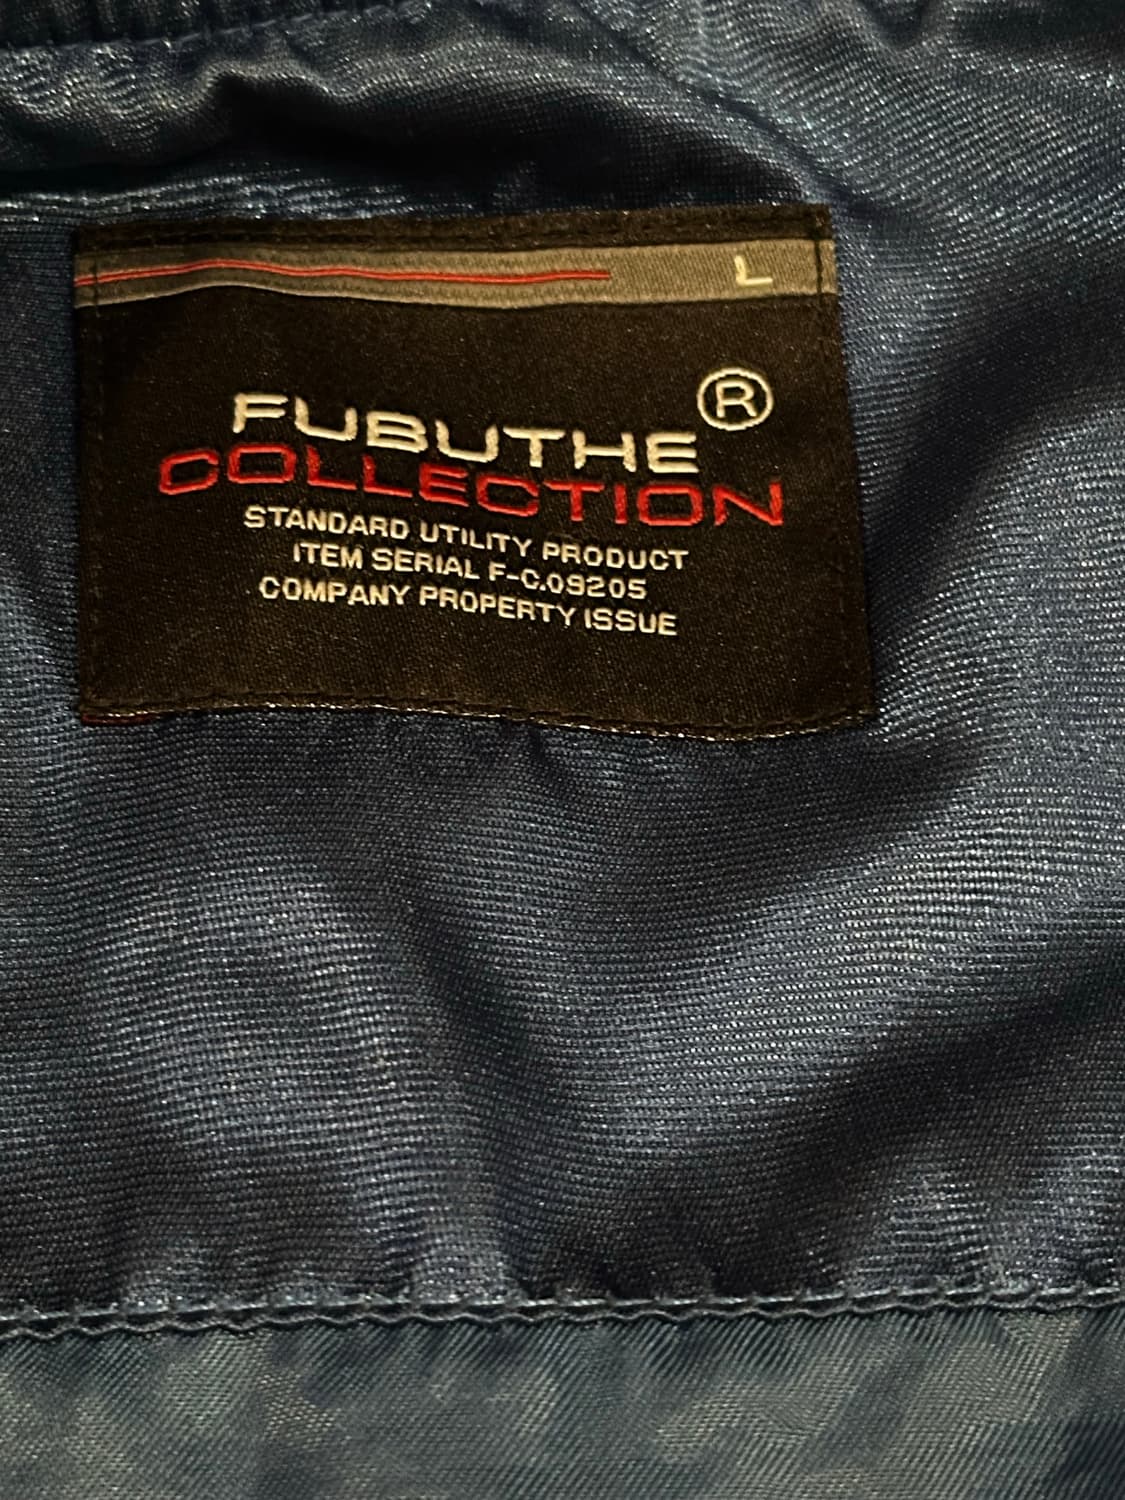 L
FUBUTHE ®
COLLECTION
STANDARD UTILITY PRODUCT
ITEM SERIAL F-C.09205
COMPANY PROPERTY ISSUE